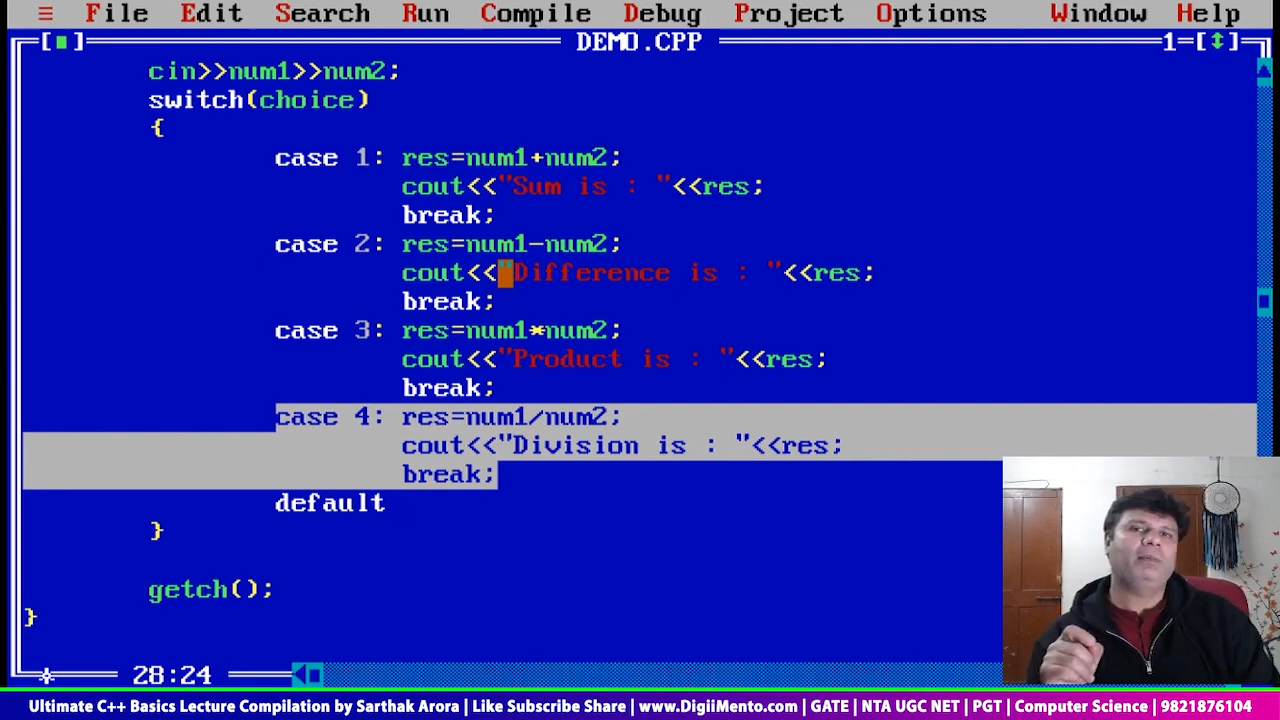 ≡ File Edit Search Run Compile Debug Project Options Window Help
[■] DEMO.CPP 1=[↕]
cin>>num1>>num2;
switch(choice)
{
case 1: res=num1+num2;
cout<<"Sum is : "<<res;
break;
case 2: res=num1-num2;
cout<<"Difference is : "<<res;
break;
case 3: res=num1*num2;
cout<<"Product is : "<<res;
break;
case 4: res=num1/num2;
cout<<"Division is : "<<res;
break;
default
}
getch();
}
28:24
Ultimate C++ Basics Lecture Compilation by Sarthak Arora | Like Subscribe Share | www.DigiiMento.com | GATE | NTA UGC NET | PGT | Computer Science | 9821876104